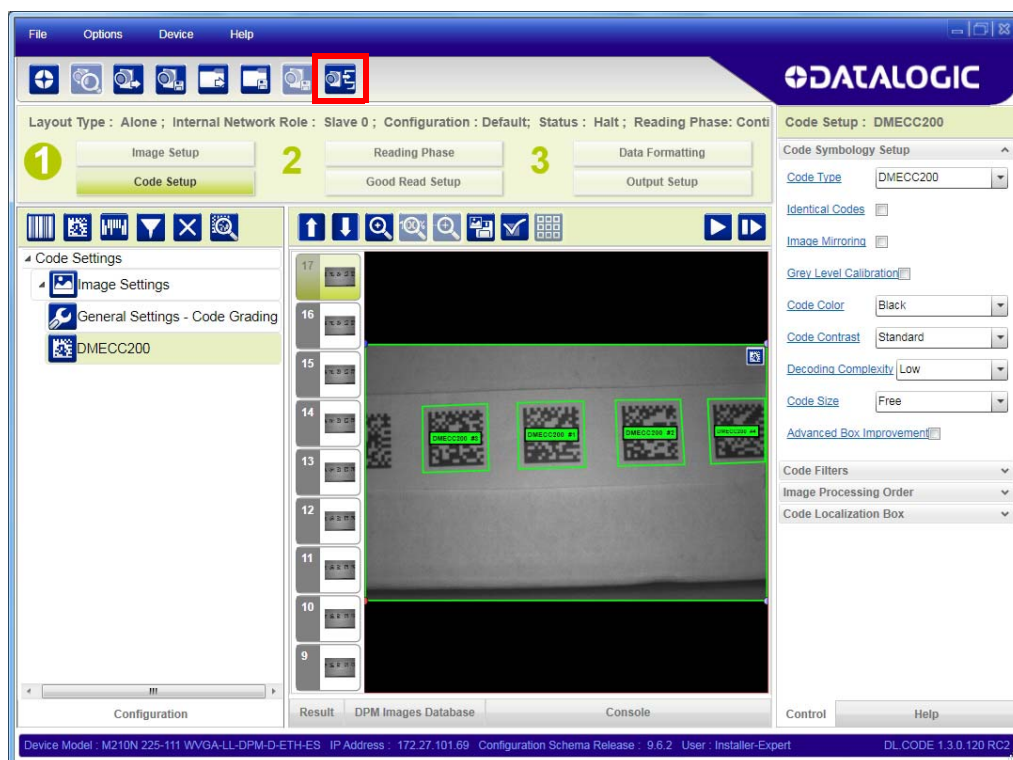 File Options Device Help
DATALOGIC
Layout Type : Alone ; Internal Network Role : Slave 0 ; Configuration : Default; Status : Halt ; Reading Phase: Conti
1 Image Setup
Code Setup
2 Reading Phase
Good Read Setup
3 Data Formatting
Output Setup
Code Settings
Image Settings
General Settings - Code Grading
DMECC200
Configuration
17
16
15
14
13
12
11
10
9
DMECC200 #3 DMECC200 #1 DMECC200 #2 DMECC200 #4
Result DPM Images Database Console
Code Setup : DMECC200
Code Symbology Setup
Code Type DMECC200
Identical Codes
Image Mirroring
Grey Level Calibration
Code Color Black
Code Contrast Standard
Decoding Complexity Low
Code Size Free
Advanced Box Improvement
Code Filters
Image Processing Order
Code Localization Box
Control Help
Device Model : M210N 225-111 WVGA-LL-DPM-D-ETH-ES IP Address : 172.27.101.69 Configuration Schema Release : 9.6.2 User : Installer-Expert DL.CODE 1.3.0.120 RC2